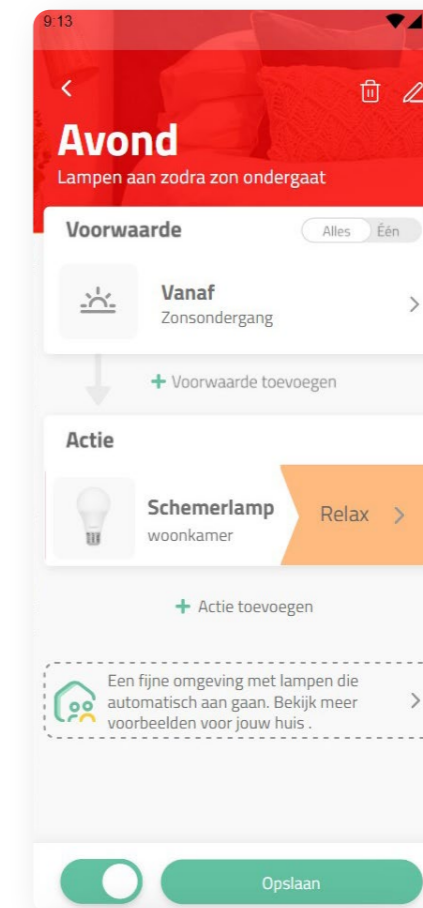 9:13
Avond
Lampen aan zodra zon ondergaat
Voorwaarde
Alles
Één
Vanaf
Zonsondergang
+ Voorwaarde toevoegen
Actie
Schemerlamp
woonkamer
Relax
+ Actie toevoegen
Een fijne omgeving met lampen die
automatisch aan gaan. Bekijk meer
voorbeelden voor jouw huis .
Opslaan